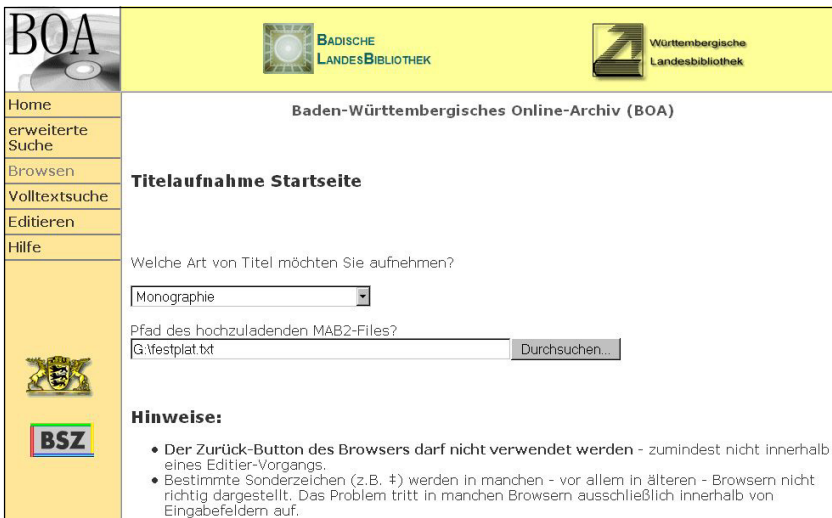 BOA
BADISCHE
LANDESBIBLIOTHEK
Württembergische
Landesbibliothek
Home
erweiterte
Suche
Browsen
Volltextsuche
Editieren
Hilfe
BSZ
Baden-Württembergisches Online-Archiv (BOA)
Titelaufnahme Startseite
Welche Art von Titel möchten Sie aufnehmen?
Monographie
Pfad des hochzuladenden MAB2-Files?
G:\festplat.txt Durchsuchen...
Hinweise:
• Der Zurück-Button des Browsers darf nicht verwendet werden - zumindest nicht innerhalb
eines Editier-Vorgangs.
• Bestimmte Sonderzeichen (z.B. ‡) werden in manchen - vor allem in älteren - Browsern nicht
richtig dargestellt. Das Problem tritt in manchen Browsern ausschließlich innerhalb von
Eingabefeldern auf.